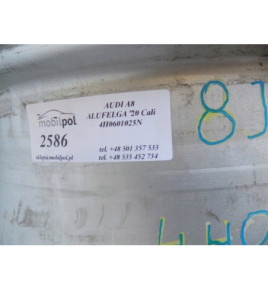 mobilpol
2586
sklep@mobilpol.pl
AUDI A8
ALUFELGA '20 Cali
4H0601025N
tel. +48 501 357 533
tel. +48 535 452 734
8J
4H0